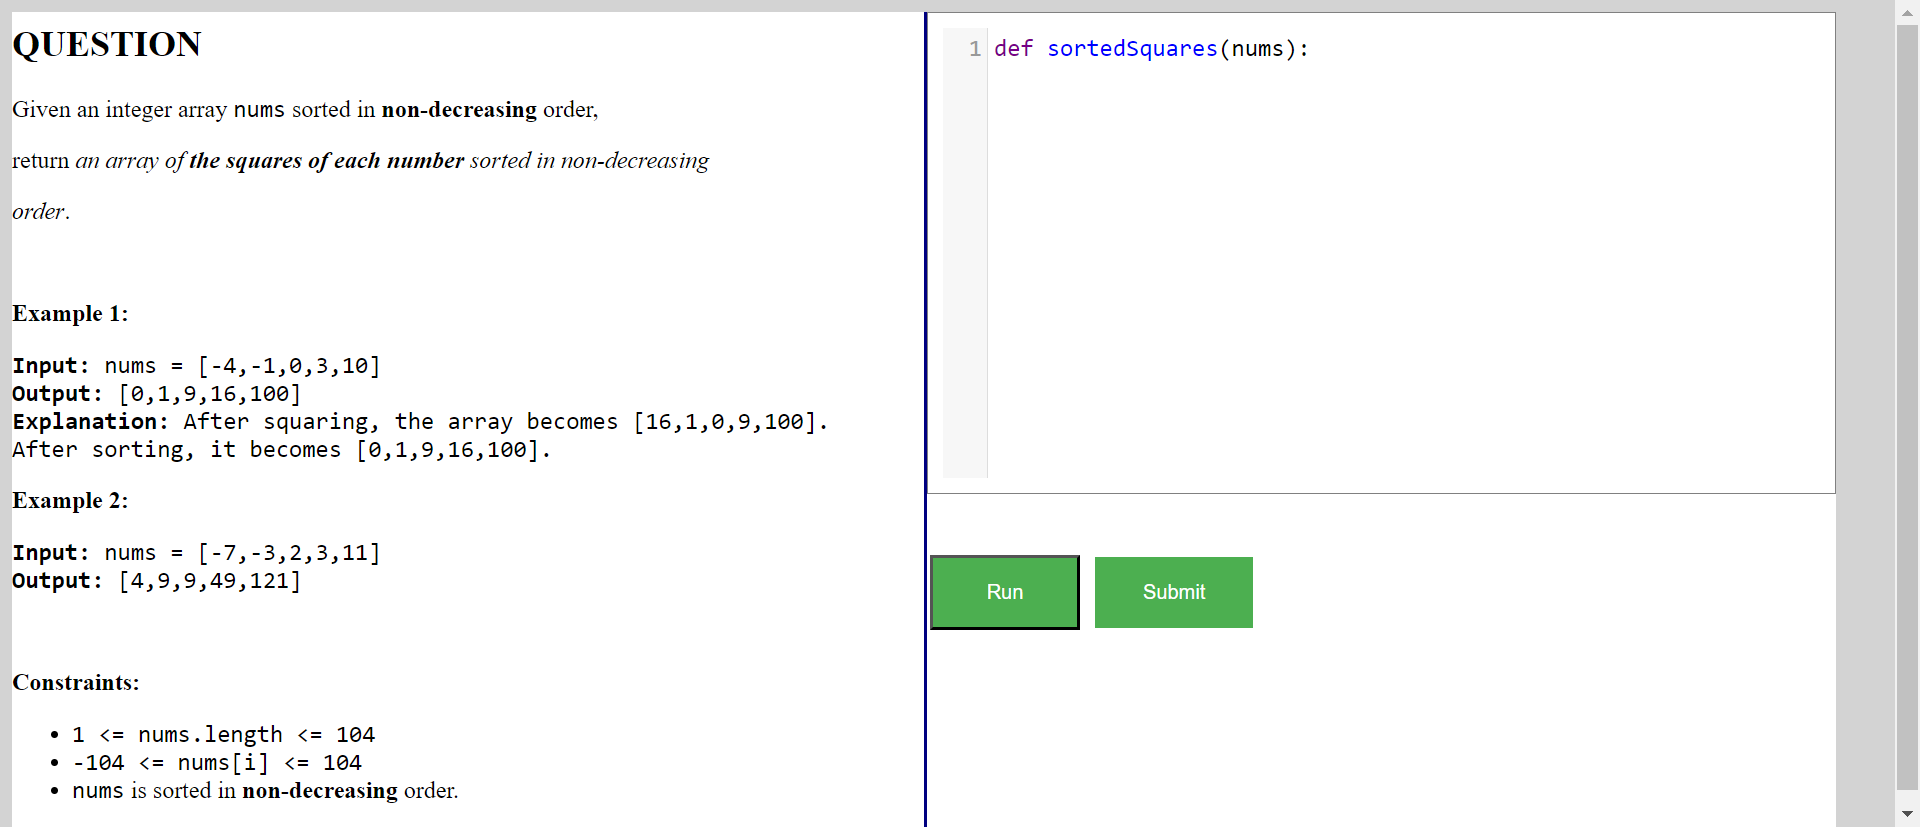 QUESTION
Given an integer array nums sorted in non-decreasing order,
return an array of the squares of each number sorted in non-decreasing
order.
Example 1:
Input: nums = [-4,-1,0,3,10]
Output: [0,1,9,16,100]
Explanation: After squaring, the array becomes [16,1,0,9,100].
After sorting, it becomes [0,1,9,16,100].
Example 2:
Input: nums = [-7,-3,2,3,11]
Output: [4,9,9,49,121]
Constraints:
• 1 <= nums.length <= 104
• -104 <= nums[i] <= 104
• nums is sorted in non-decreasing order.
1 def sortedSquares(nums):
Run
Submit